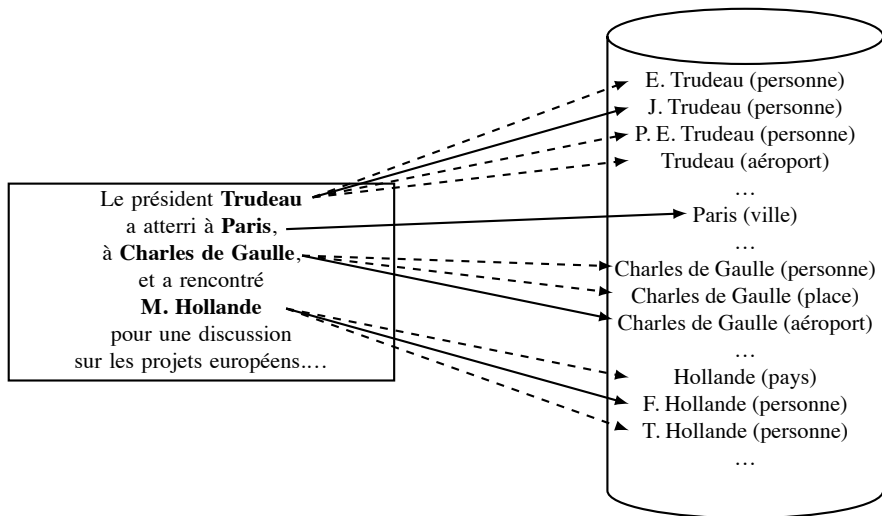 E. Trudeau (personne)
J. Trudeau (personne)
P. E. Trudeau (personne)
Trudeau (aéroport)
…
Paris (ville)
…
Charles de Gaulle (personne)
Charles de Gaulle (place)
Charles de Gaulle (aéroport)
…
Hollande (pays)
F. Hollande (personne)
T. Hollande (personne)
…
Le président Trudeau
a atterri à Paris,
à Charles de Gaulle,
et a rencontré
M. Hollande
pour une discussion
sur les projets européens.…